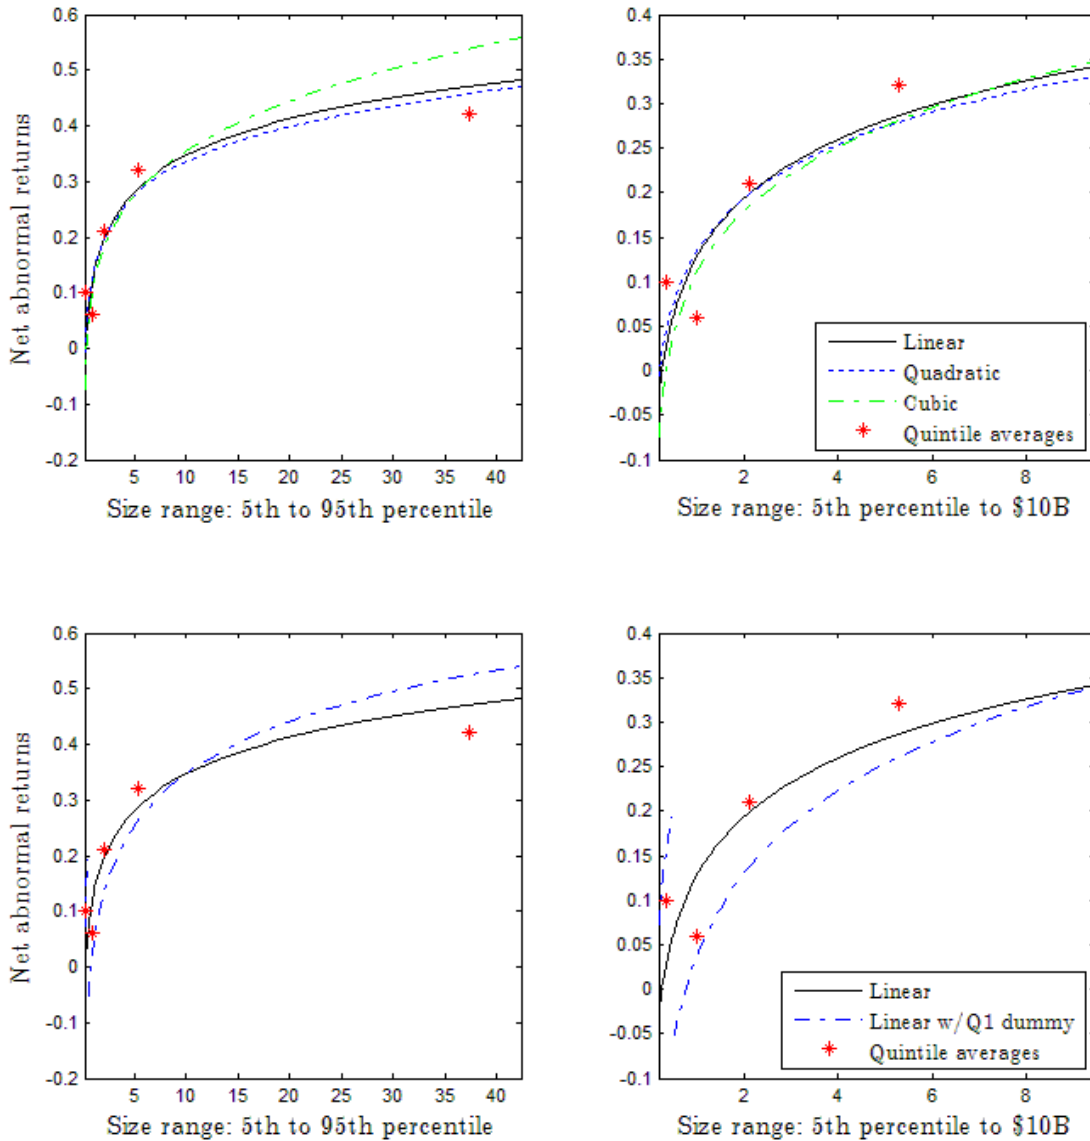 0.6
0.5
0.4
0.3
0.2
0.1
0
-0.1
-0.2
Net abnormal returns
5 10 15 20 25 30 35 40
Size range: 5th to 95th percentile
0.4
0.35
0.3
0.25
0.2
0.15
0.1
0.05
0
-0.05
-0.1
Linear
Quadratic
Cubic
Quintile averages
2 4 6 8
Size range: 5th percentile to $10B
0.6
0.5
0.4
0.3
0.2
0.1
0
-0.1
-0.2
Net abnormal returns
5 10 15 20 25 30 35 40
Size range: 5th to 95th percentile
0.4
0.35
0.3
0.25
0.2
0.15
0.1
0.05
0
-0.05
-0.1
Linear
Linear w/Q1 dummy
Quintile averages
2 4 6 8
Size range: 5th percentile to $10B